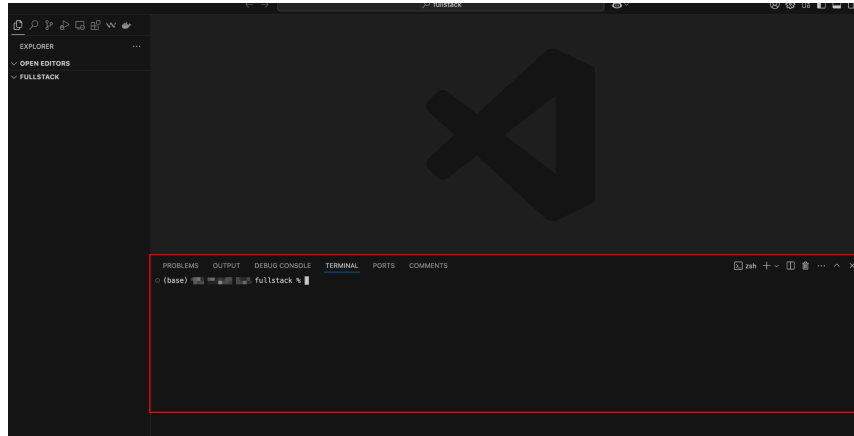 fullstack
EXPLORER ...
OPEN EDITORS
FULLSTACK
PROBLEMS OUTPUT DEBUG CONSOLE TERMINAL PORTS COMMENTS zsh
(base) fullstack %